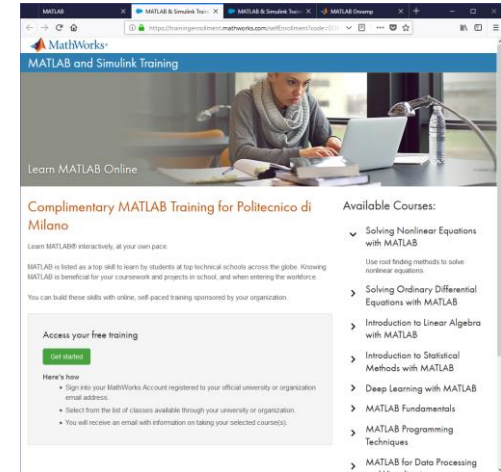 MATLAB
MATLAB & Simulink Train
MATLAB & Simulink Train
MATLAB Onramp
MathWorks
MATLAB and Simulink Training
Learn MATLAB Online
Complimentary MATLAB Training for Politecnico di
Milano
Learn MATLAB® interactively, at your own pace.
MATLAB is listed as a top skill to learn by students at top technical schools across the globe. Knowing
MATLAB is beneficial for your coursework and projects in school, and when entering the workforce.
You can build these skills with online, self-paced training sponsored by your organization.
Access your free training
Get started
Here's how
Sign into your MathWorks Account registered to your official university or organization
email address.
Select from the list of classes available through your university or organization.
You will receive an email with information on taking your selected course(s).
Available Courses:
Solving Nonlinear Equations
with MATLAB
Use root finding methods to solve
nonlinear equations
Solving Ordinary Differential
Equations with MATLAB
Introduction to Linear Algebra
with MATLAB
Introduction to Statistical
Methods with MATLAB
Deep Learning with MATLAB
MATLAB Fundamentals
MATLAB Programming
Techniques
MATLAB for Data Processing